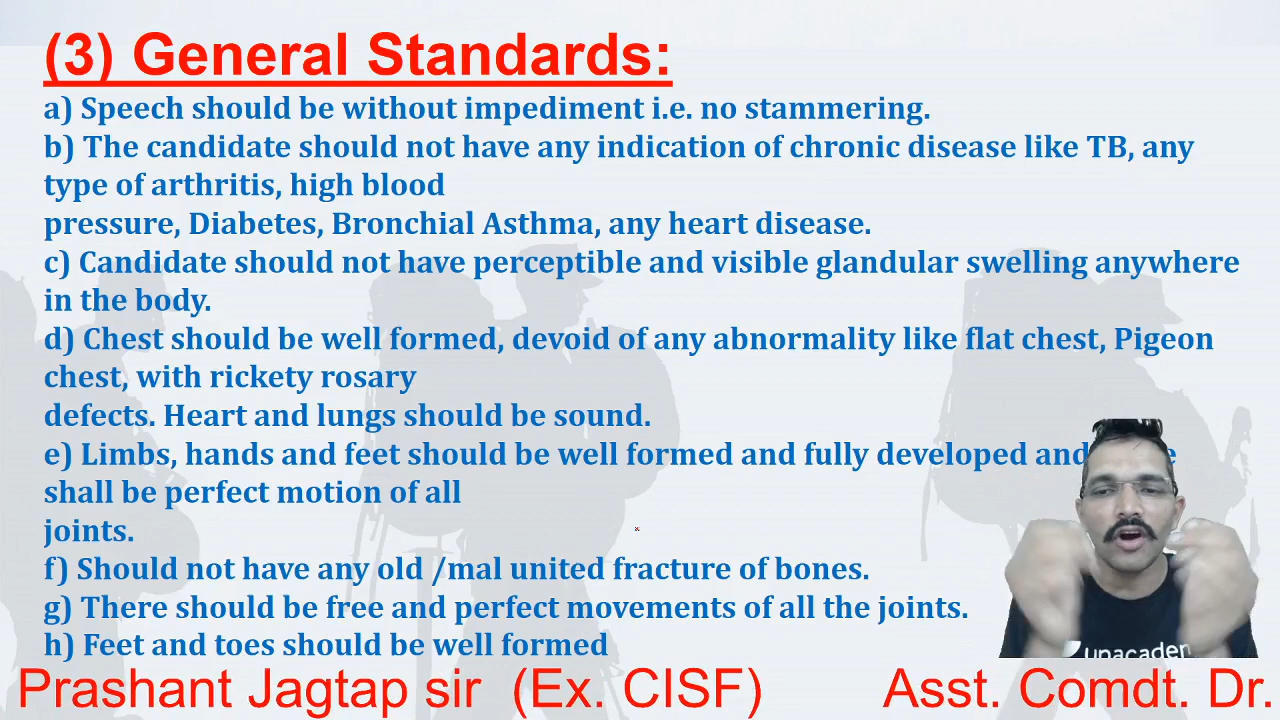 (3) General Standards:
a) Speech should be without impediment i.e. no stammering.
b) The candidate should not have any indication of chronic disease like TB, any
type of arthritis, high blood
pressure, Diabetes, Bronchial Asthma, any heart disease.
c) Candidate should not have perceptible and visible glandular swelling anywhere
in the body.
d) Chest should be well formed, devoid of any abnormality like flat chest, Pigeon
chest, with rickety rosary
defects. Heart and lungs should be sound.
e) Limbs, hands and feet should be well formed and fully developed and
shall be perfect motion of all
joints.
f) Should not have any old /mal united fracture of bones.
g) There should be free and perfect movements of all the joints.
h) Feet and toes should be well formed
unacadem
Prashant Jagtap sir (Ex. CISF) Asst. Comdt. Dr.